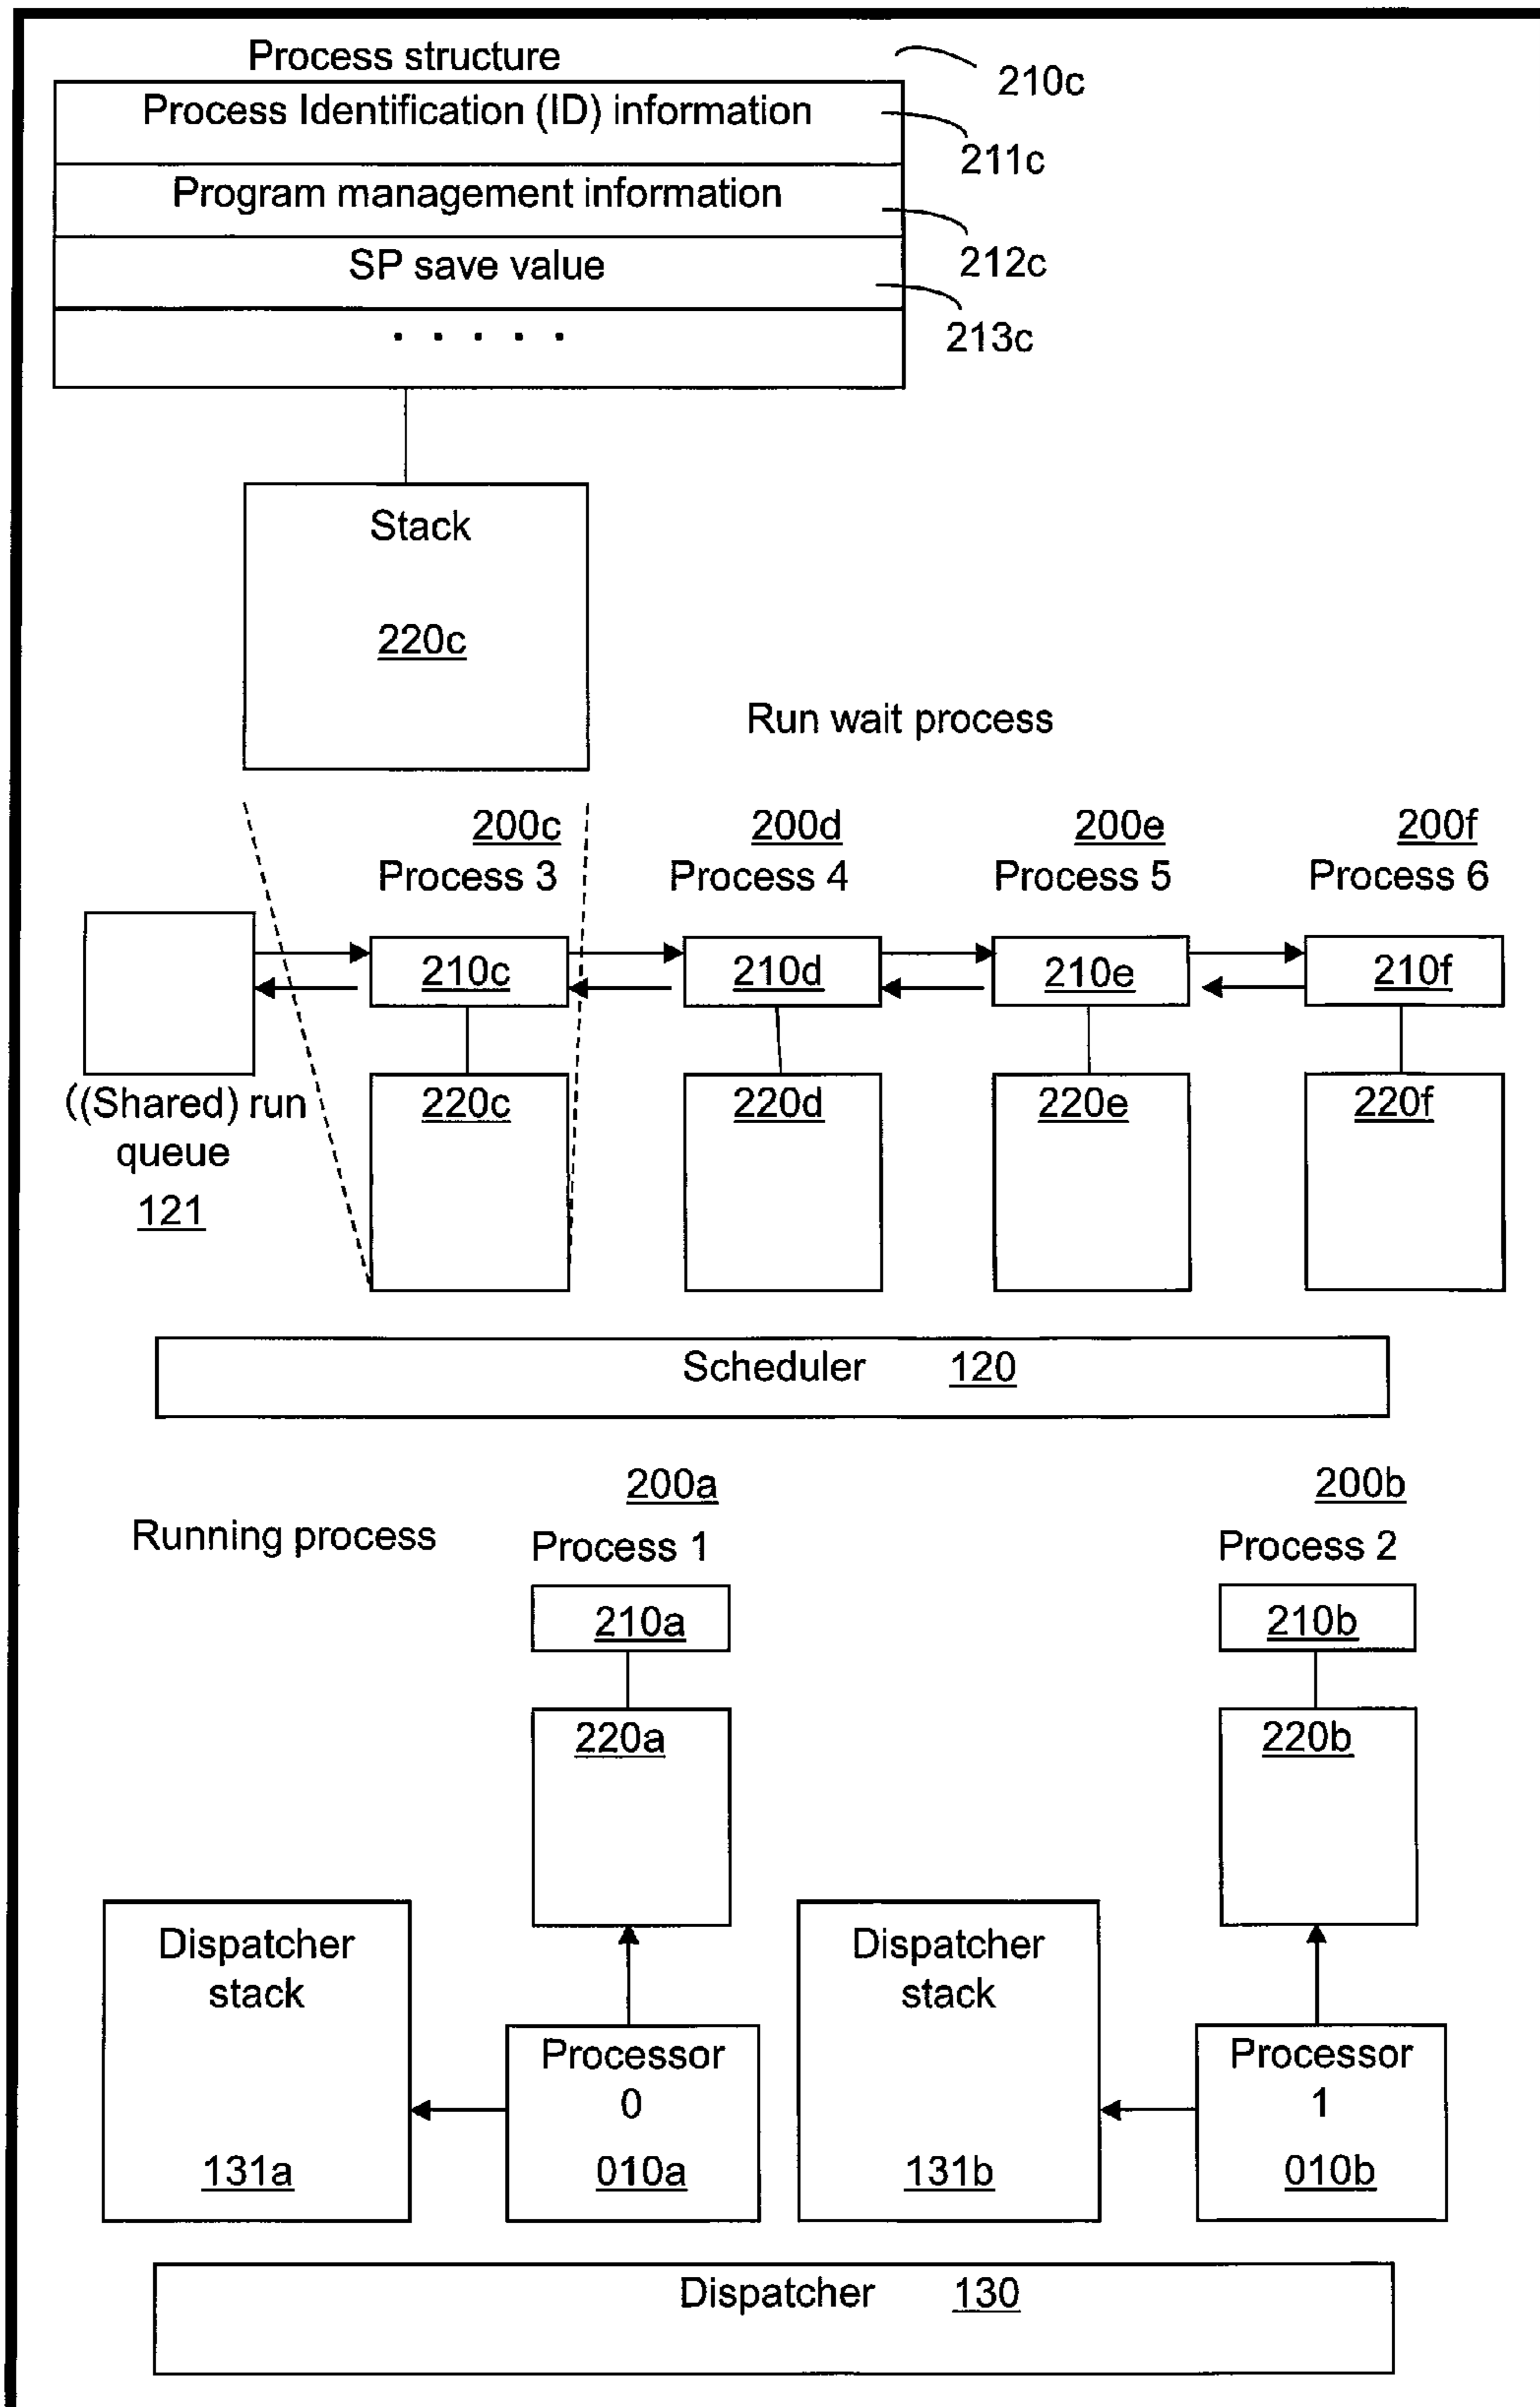 Process structure
210c
Process Identification (ID) information
211c
Program management information
212c
SP save value
213c
. . . . .
Stack
220c
Run wait process
200c
200d
200e
200f
Process 3
Process 4
Process 5
Process 6
210c
210d
210e
210f
((Shared) run
queue
121
220c
220d
220e
220f
Scheduler 120
200a
200b
Running process
Process 1
Process 2
210a
210b
220a
220b
Dispatcher
stack
131a
Processor
0
010a
Dispatcher
stack
131b
Processor
1
010b
Dispatcher 130